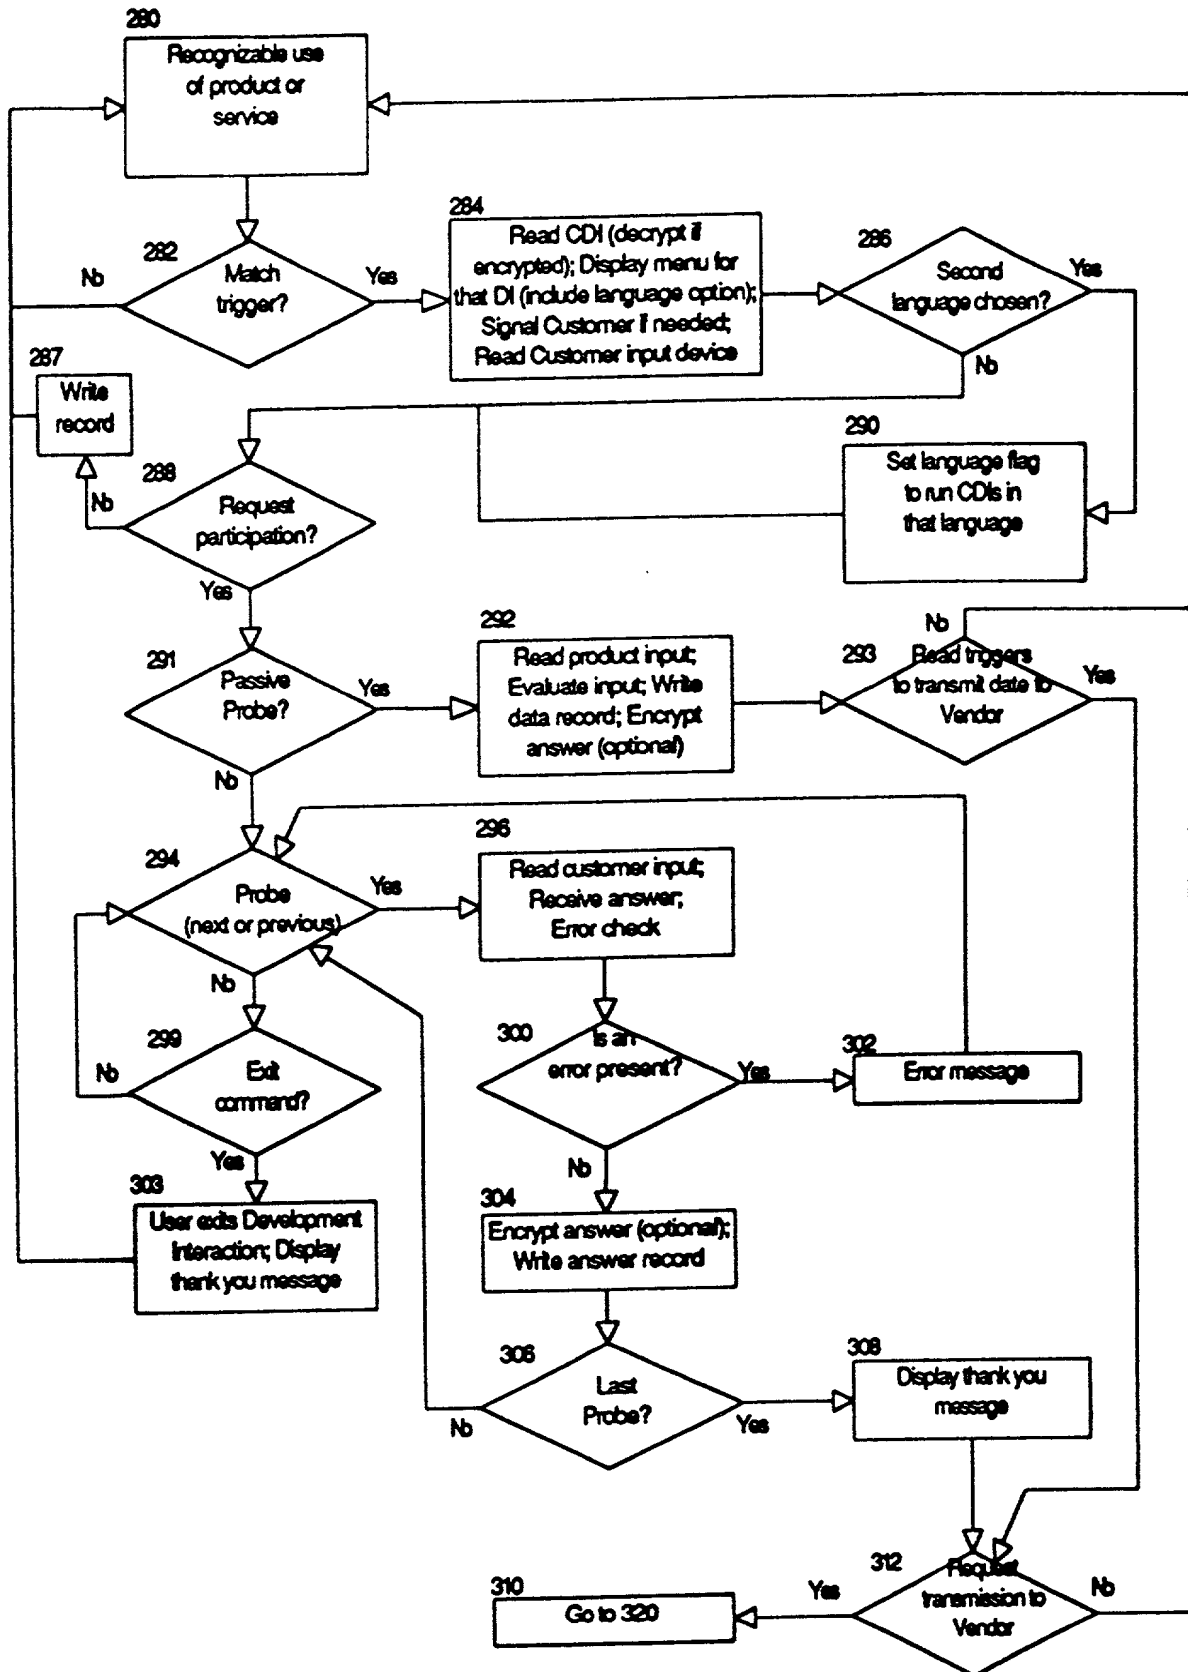 280
Recognizable use
of product or
service
282
Match
trigger?
No
Yes
284
Read CDI (decrypt if
encrypted); Display menu for
that DI (include language option);
Signal Customer if needed;
Read Customer input device
286
Second
language chosen?
Yes
No
287
Write
record
288
Request
participation?
No
Yes
290
Set language flag
to run CDIs in
that language
291
Passive
Probe?
Yes
No
292
Read product input;
Evaluate input; Write
data record; Encrypt
answer (optional)
293
No
Read triggers
to transmit date to
Vendor
Yes
294
Probe
(next or previous)
Yes
No
296
Read customer input;
Receive answer;
Error check
299
Exit
command?
No
Yes
300
Is an
error present?
Yes
No
302
Error message
303
User exits Development
Interaction; Display
thank you message
304
Encrypt answer (optional);
Write answer record
306
Last
Probe?
No
Yes
308
Display thank you
message
310
Go to 320
312
Request
transmission to
Vendor
Yes
No